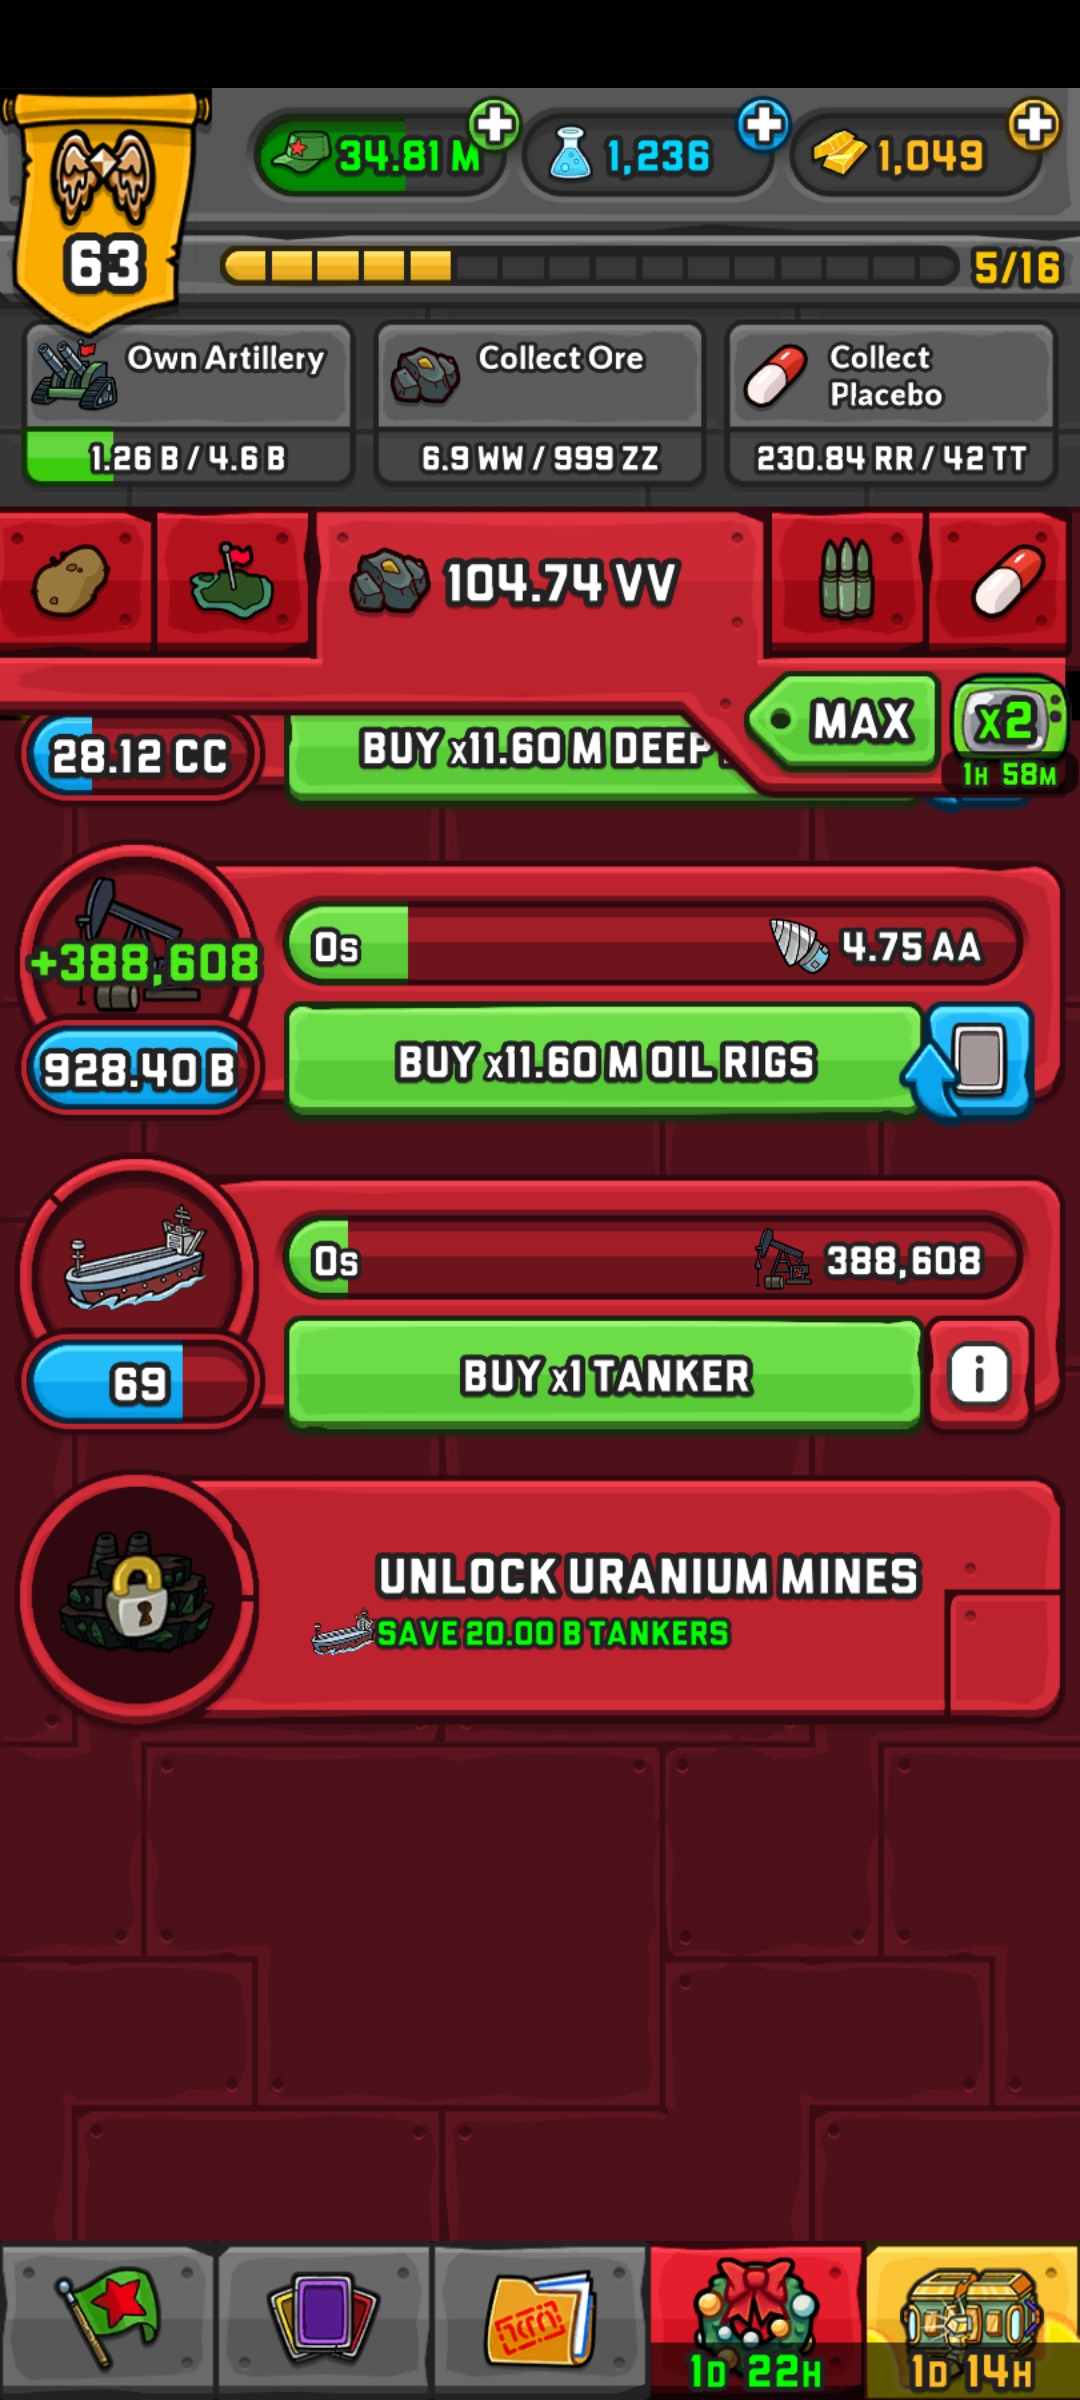 34.81 M
1,236
1,049
63
5/16
Own Artillery
1.26 B / 4.6 B
Collect Ore
6.9 WW / 999 ZZ
Collect
Placebo
230.84 RR / 42 TT
104.74 VV
MAX
x2
1H 58M
28.12 CC
BUY x11.60 M DEEP
+388,608
0s
4.75 AA
928.40 B
BUY x11.60 M OIL RIGS
0s
388,608
69
BUY x1 TANKER
i
UNLOCK URANIUM MINES
SAVE 20.00 B TANKERS
1D 22H
1D 14H